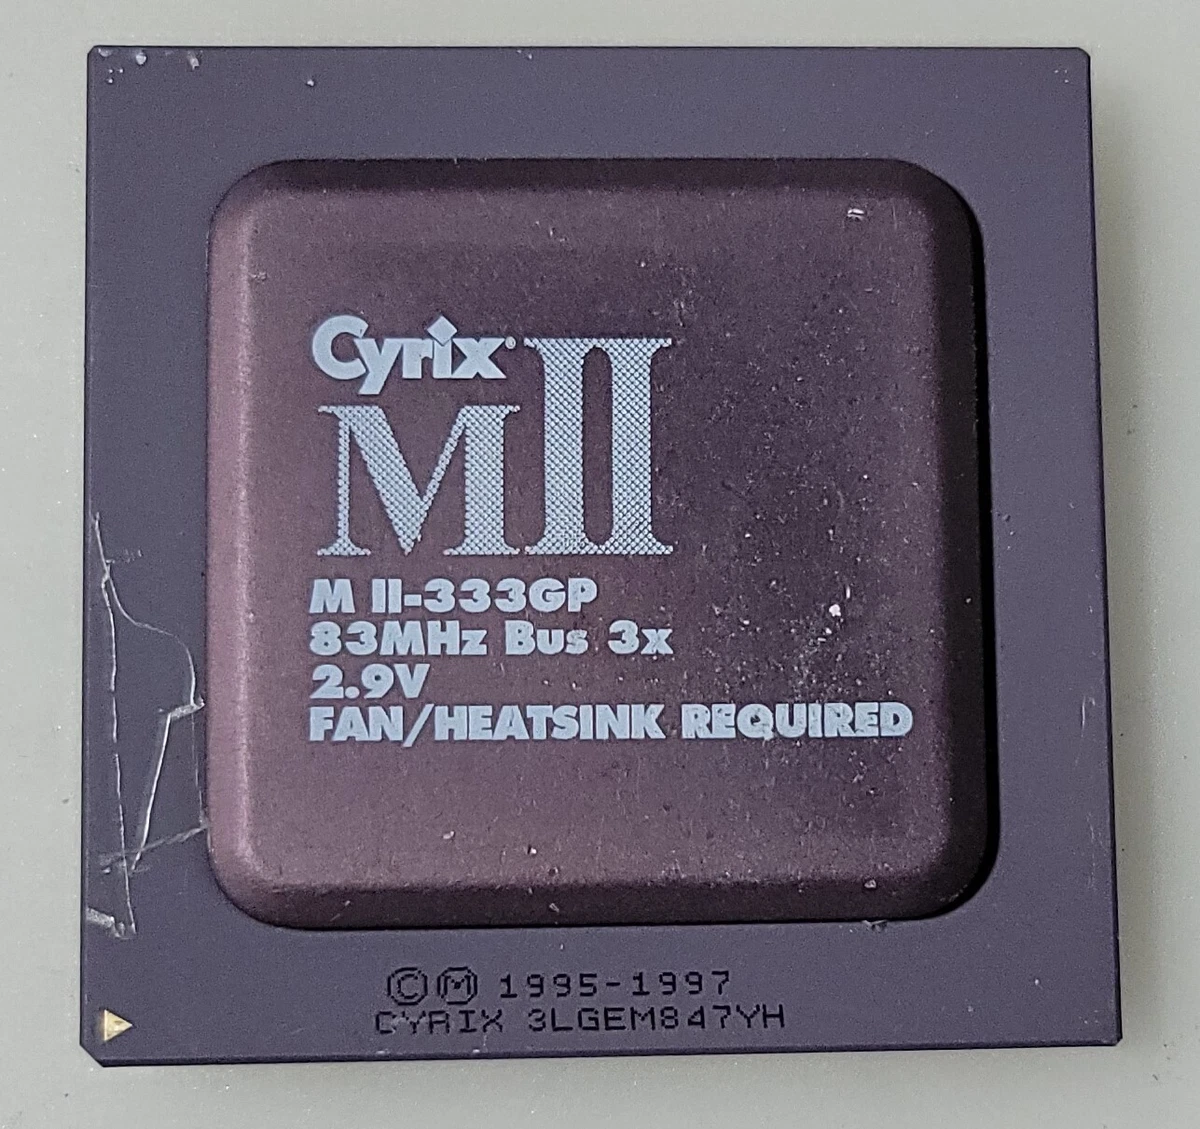 Cyrix®
MII
M II-333GP
83MHz Bus 3x
2.9V
FAN/HEATSINK REQUIRED
©Ⓜ 1995-1997
CYRIX 3LGEM847YH